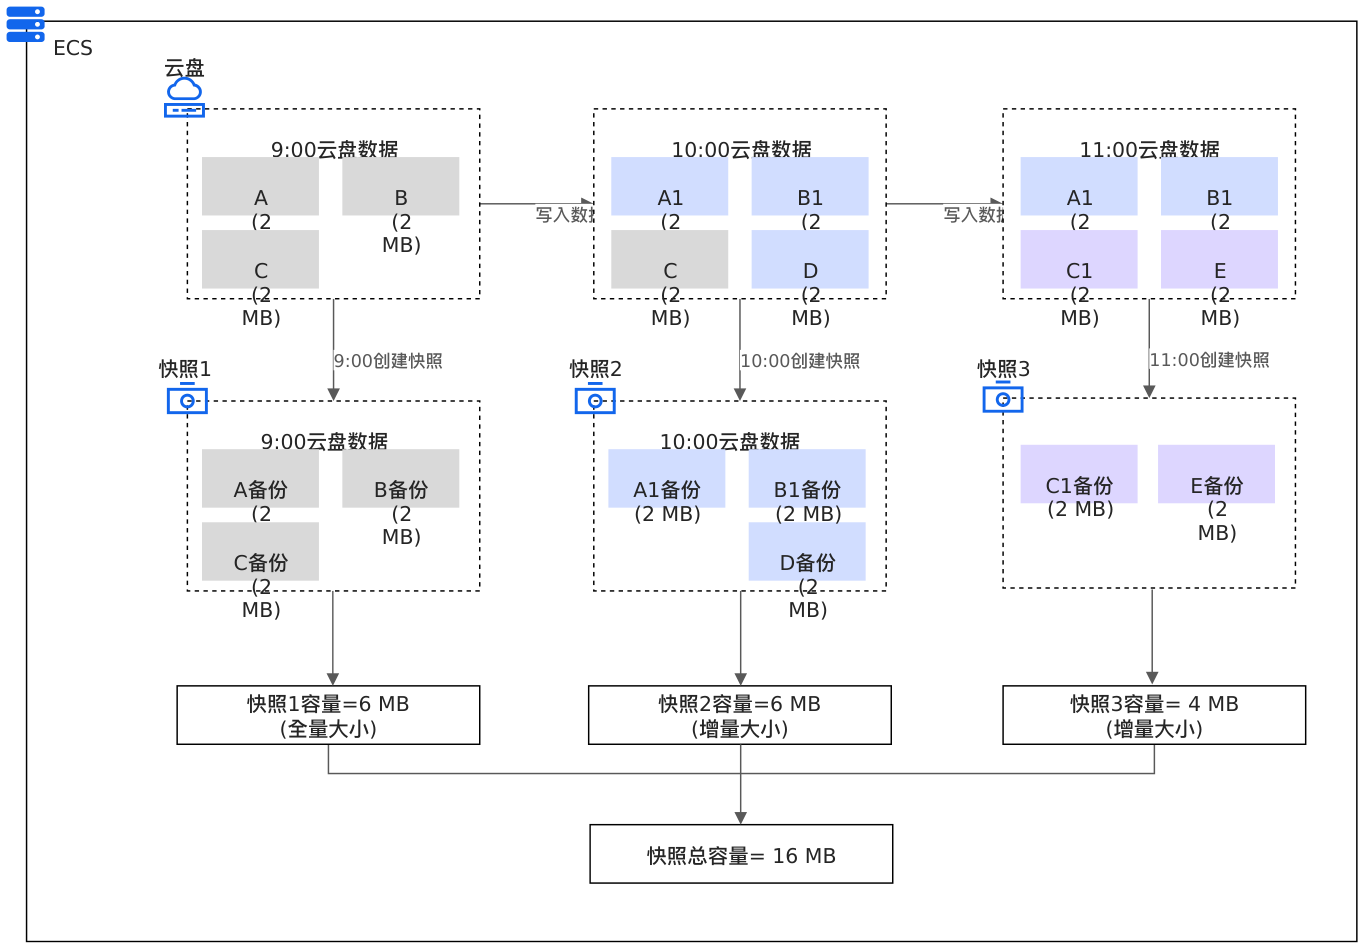 ECS
云盘
9:00云盘数据
A
(2
B
(2
MB)
C
(2
MB)
写入数据
10:00云盘数据
A1
(2
B1
(2
C
(2
MB)
D
(2
MB)
写入数据
11:00云盘数据
A1
(2
B1
(2
C1
(2
MB)
E
(2
MB)
9:00创建快照
10:00创建快照
11:00创建快照
快照1
9:00云盘数据
A备份
(2
B备份
(2
MB)
C备份
(2
MB)
快照2
10:00云盘数据
A1备份
(2 MB)
B1备份
(2 MB)
D备份
(2
MB)
快照3
C1备份
(2 MB)
E备份
(2
MB)
快照1容量=6 MB
(全量大小)
快照2容量=6 MB
(增量大小)
快照3容量= 4 MB
(增量大小)
快照总容量= 16 MB